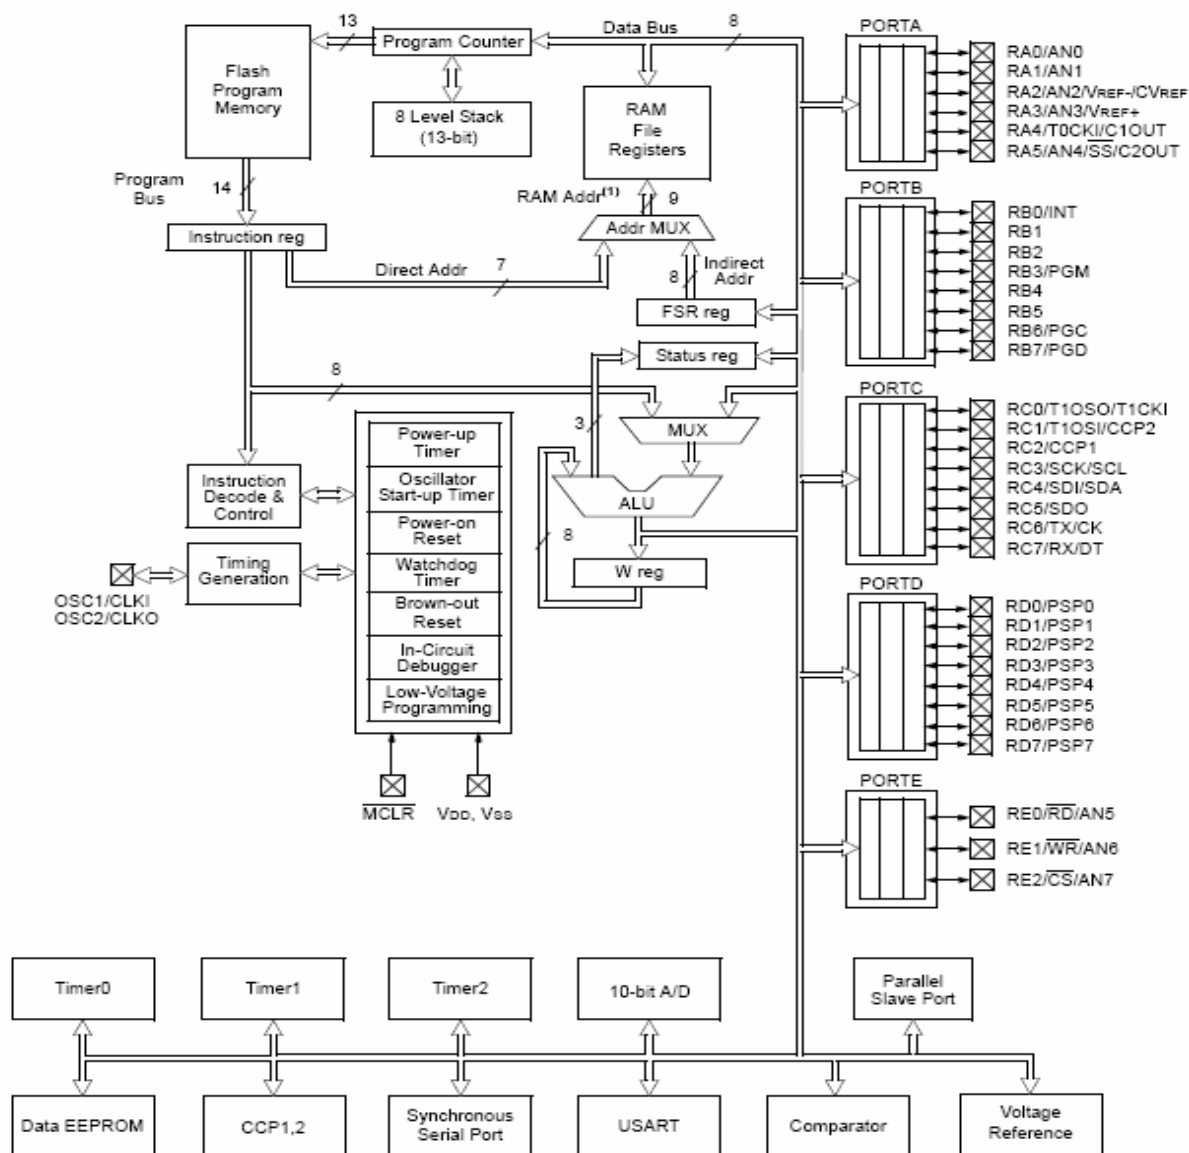 13
Program Counter
Data Bus
8
Flash
Program
Memory
8 Level Stack
(13-bit)
RAM
File
Registers
Program
Bus
14
RAM Addr(1)
9
Addr MUX
Instruction reg
Direct Addr
7
8
Indirect
Addr
FSR reg
Status reg
8
3
MUX
ALU
8
W reg
Instruction
Decode &
Control
Timing
Generation
OSC1/CLKI
OSC2/CLKO
Power-up
Timer
Oscillator
Start-up Timer
Power-on
Reset
Watchdog
Timer
Brown-out
Reset
In-Circuit
Debugger
Low-Voltage
Programming
MCLR
VDD, VSS
PORTA
RA0/AN0
RA1/AN1
RA2/AN2/VREF-/CVREF
RA3/AN3/VREF+
RA4/T0CKI/C1OUT
RA5/AN4/SS/C2OUT
PORTB
RB0/INT
RB1
RB2
RB3/PGM
RB4
RB5
RB6/PGC
RB7/PGD
PORTC
RC0/T1OSO/T1CKI
RC1/T1OSI/CCP2
RC2/CCP1
RC3/SCK/SCL
RC4/SDI/SDA
RC5/SDO
RC6/TX/CK
RC7/RX/DT
PORTD
RD0/PSP0
RD1/PSP1
RD2/PSP2
RD3/PSP3
RD4/PSP4
RD5/PSP5
RD6/PSP6
RD7/PSP7
PORTE
RE0/RD/AN5
RE1/WR/AN6
RE2/CS/AN7
Timer0
Timer1
Timer2
10-bit A/D
Parallel
Slave Port
Data EEPROM
CCP1,2
Synchronous
Serial Port
USART
Comparator
Voltage
Reference